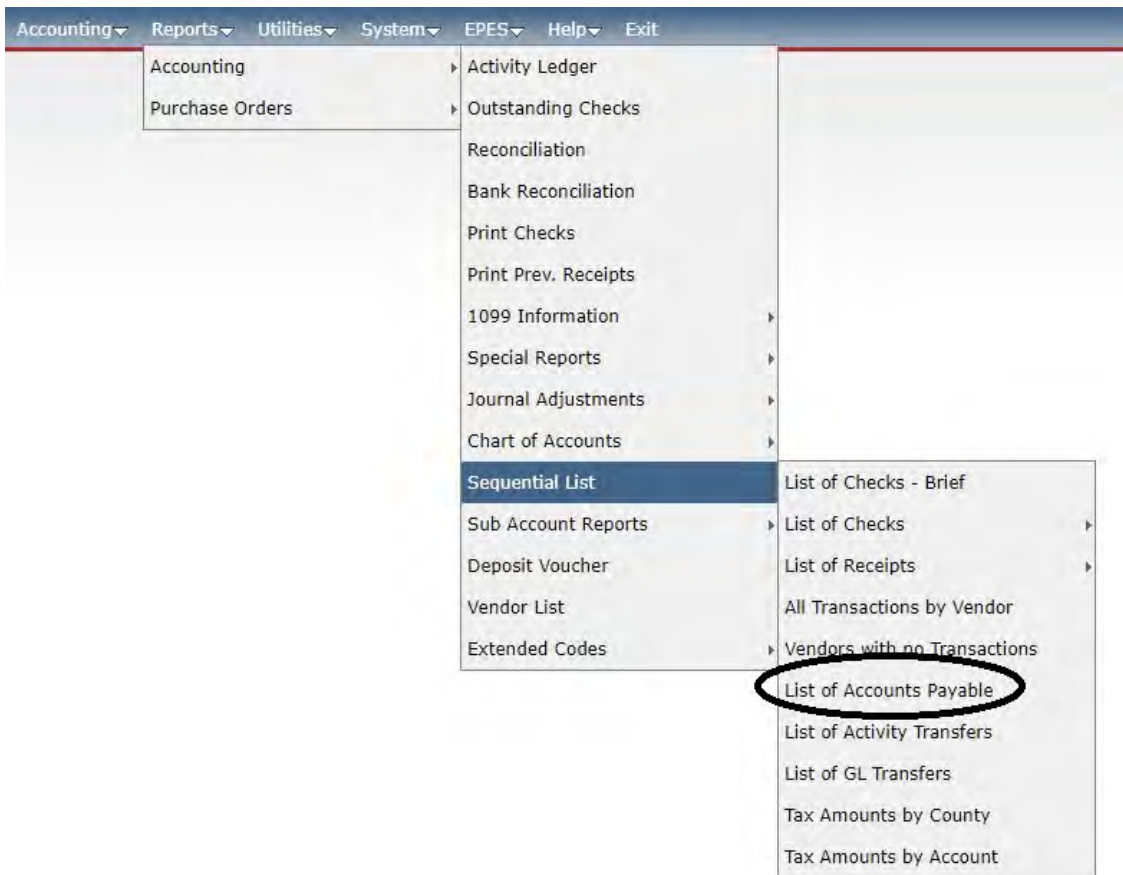 Accounting Reports Utilities System EPES Help Exit
Accounting
Purchase Orders
Activity Ledger
Outstanding Checks
Reconciliation
Bank Reconciliation
Print Checks
Print Prev. Receipts
1099 Information
Special Reports
Journal Adjustments
Chart of Accounts
Sequential List
Sub Account Reports
Deposit Voucher
Vendor List
Extended Codes
List of Checks - Brief
List of Checks
List of Receipts
All Transactions by Vendor
Vendors with no Transactions
List of Accounts Payable
List of Activity Transfers
List of GL Transfers
Tax Amounts by County
Tax Amounts by Account